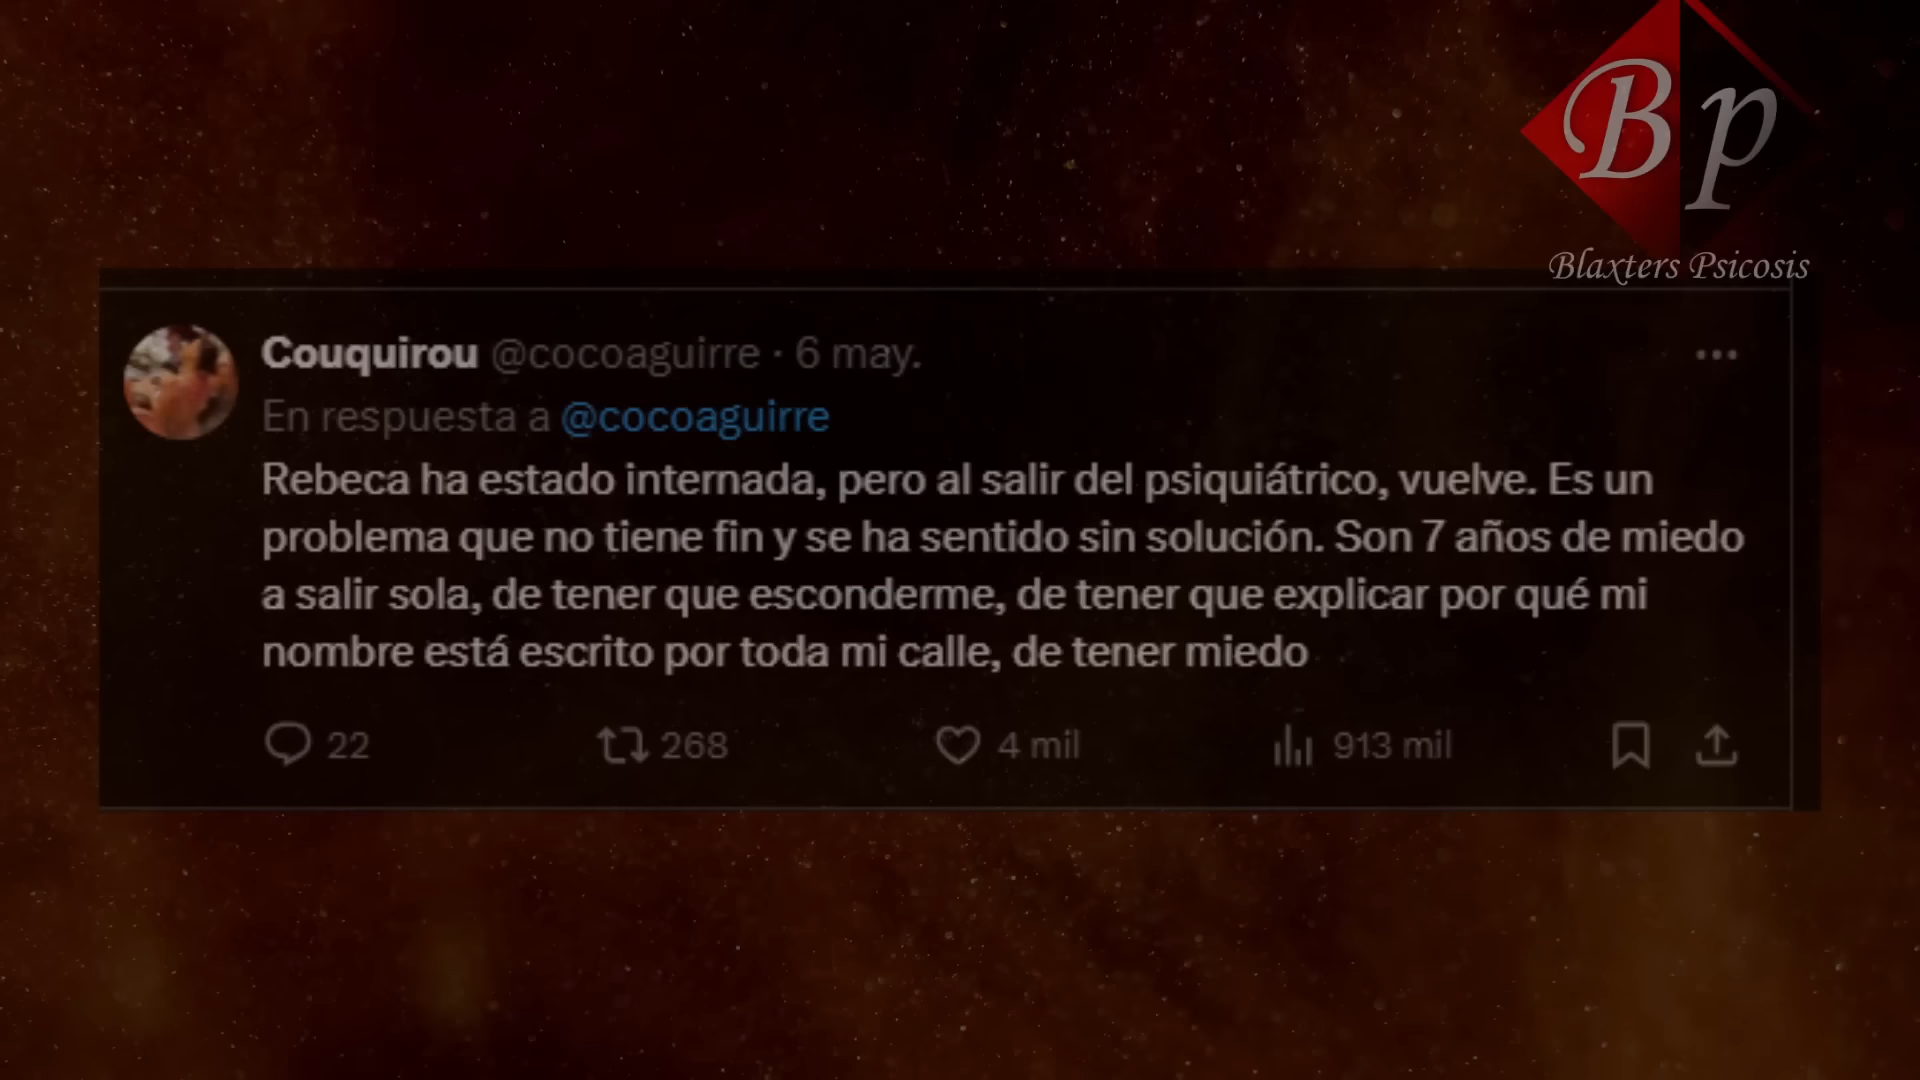 Bp
Blaxters Psicosis
Couquirou @cocoaguirre · 6 may.
En respuesta a @cocoaguirre
Rebeca ha estado internada, pero al salir del psiquiátrico, vuelve. Es un
problema que no tiene fin y se ha sentido sin solución. Son 7 años de miedo
a salir sola, de tener que esconderme, de tener que explicar por qué mi
nombre está escrito por toda mi calle, de tener miedo
22 268 4 mil 913 mil